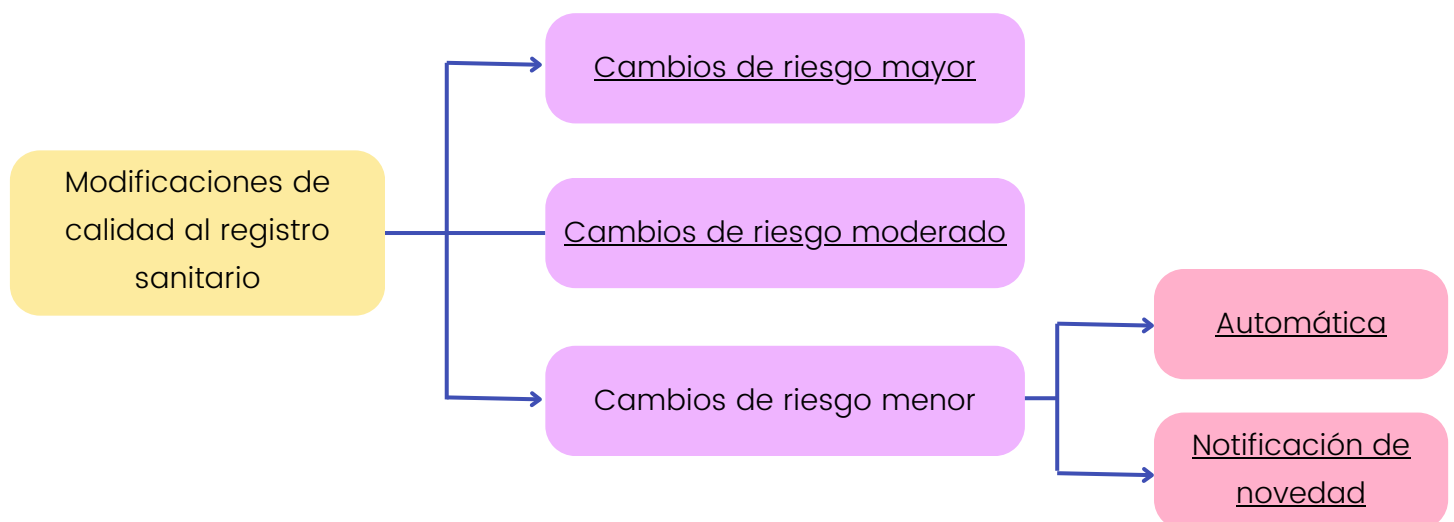 Modificaciones de
calidad al registro
sanitario
Cambios de riesgo mayor
Cambios de riesgo moderado
Cambios de riesgo menor
Automática
Notificación de
novedad